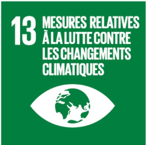 13 MESURES RELATIVES
À LA LUTTE CONTRE
LES CHANGEMENTS
CLIMATIQUES